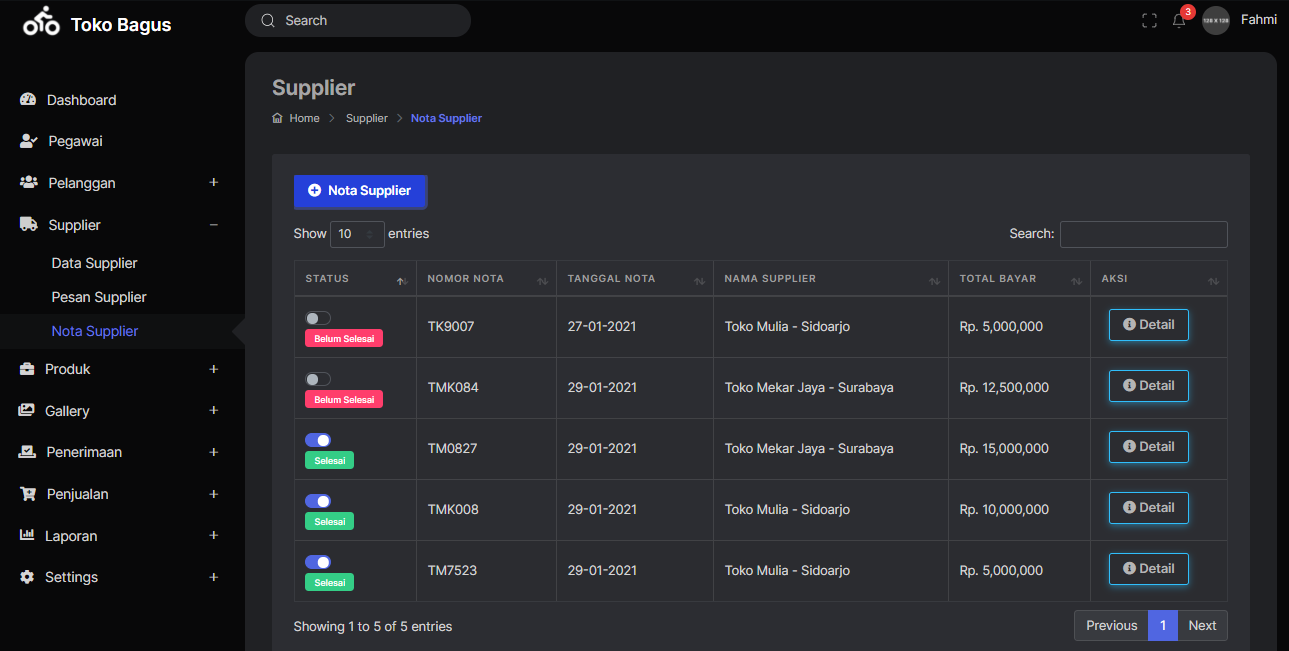 Toko Bagus
Search
3
128 X 128
Fahmi
Dashboard
Pegawai
Pelanggan +
Supplier −
Data Supplier
Pesan Supplier
Nota Supplier
Produk +
Gallery +
Penerimaan +
Penjualan +
Laporan +
Settings +
Supplier
Home > Supplier > Nota Supplier
Nota Supplier
Show 10 entries
Search:
STATUS NOMOR NOTA TANGGAL NOTA NAMA SUPPLIER TOTAL BAYAR AKSI
Belum Selesai TK9007 27-01-2021 Toko Mulia - Sidoarjo Rp. 5,000,000 Detail
Belum Selesai TMK084 29-01-2021 Toko Mekar Jaya - Surabaya Rp. 12,500,000 Detail
Selesai TM0827 29-01-2021 Toko Mekar Jaya - Surabaya Rp. 15,000,000 Detail
Selesai TMK008 29-01-2021 Toko Mulia - Sidoarjo Rp. 10,000,000 Detail
Selesai TM7523 29-01-2021 Toko Mulia - Sidoarjo Rp. 5,000,000 Detail
Showing 1 to 5 of 5 entries
Previous 1 Next